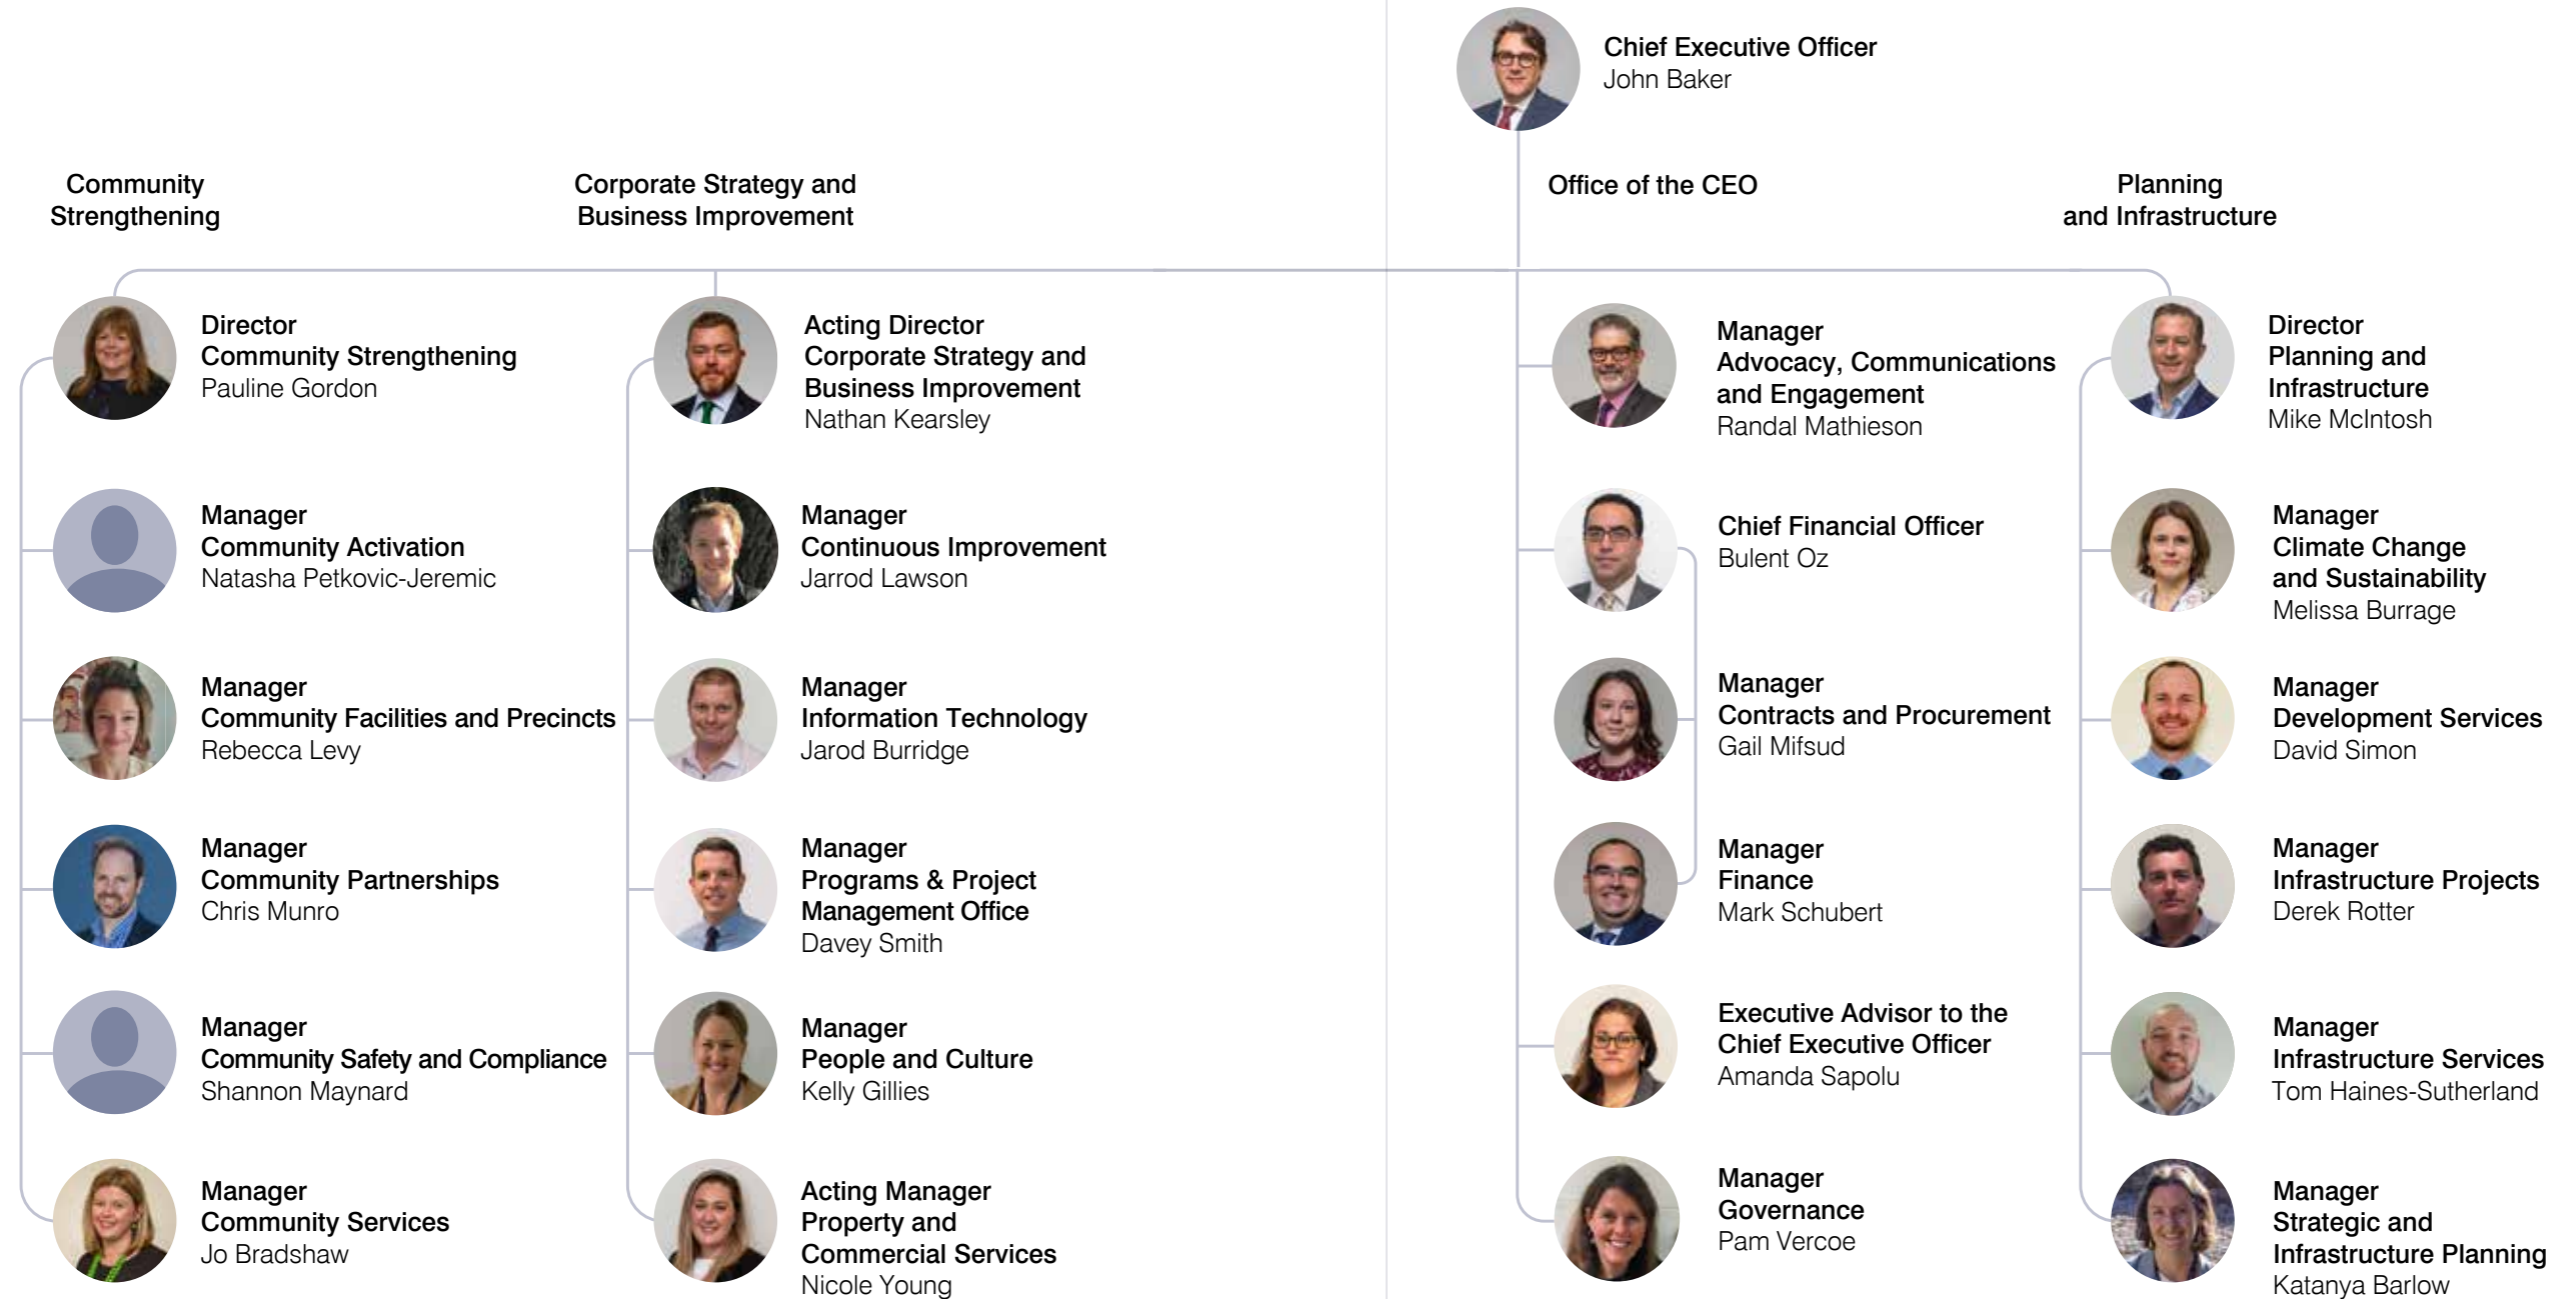 Chief Executive Officer
John Baker
Community
Strengthening
Director
Community Strengthening
Pauline Gordon
Manager
Community Activation
Natasha Petkovic-Jeremic
Manager
Community Facilities and Precincts
Rebecca Levy
Manager
Community Partnerships
Chris Munro
Manager
Community Safety and Compliance
Shannon Maynard
Manager
Community Services
Jo Bradshaw
Corporate Strategy and
Business Improvement
Acting Director
Corporate Strategy and
Business Improvement
Nathan Kearsley
Manager
Continuous Improvement
Jarrod Lawson
Manager
Information Technology
Jarod Burridge
Manager
Programs & Project
Management Office
Davey Smith
Manager
People and Culture
Kelly Gillies
Acting Manager
Property and
Commercial Services
Nicole Young
Office of the CEO
Manager
Advocacy, Communications
and Engagement
Randal Mathieson
Chief Financial Officer
Bulent Oz
Manager
Contracts and Procurement
Gail Mifsud
Manager
Finance
Mark Schubert
Executive Advisor to the
Chief Executive Officer
Amanda Sapolu
Manager
Governance
Pam Vercoe
Planning
and Infrastructure
Director
Planning and
Infrastructure
Mike McIntosh
Manager
Climate Change
and Sustainability
Melissa Burrage
Manager
Development Services
David Simon
Manager
Infrastructure Projects
Derek Rotter
Manager
Infrastructure Services
Tom Haines-Sutherland
Manager
Strategic and
Infrastructure Planning
Katanya Barlow